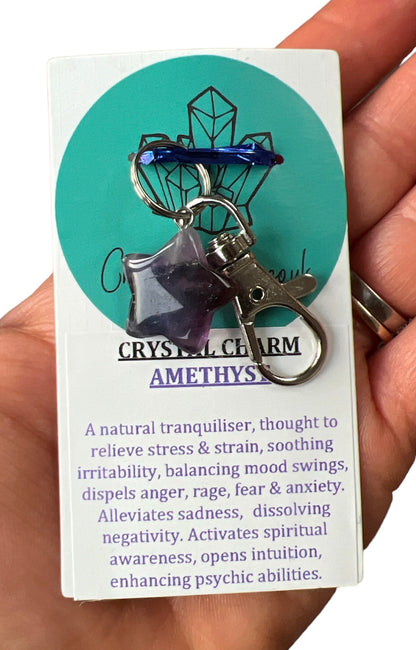 CRYSTAL CHARM
AMETHYST
A natural tranquiliser, thought to
relieve stress & strain, soothing
irritability, balancing mood swings,
dispels anger, rage, fear & anxiety.
Alleviates sadness, dissolving
negativity. Activates spiritual
awareness, opens intuition,
enhancing psychic abilities.